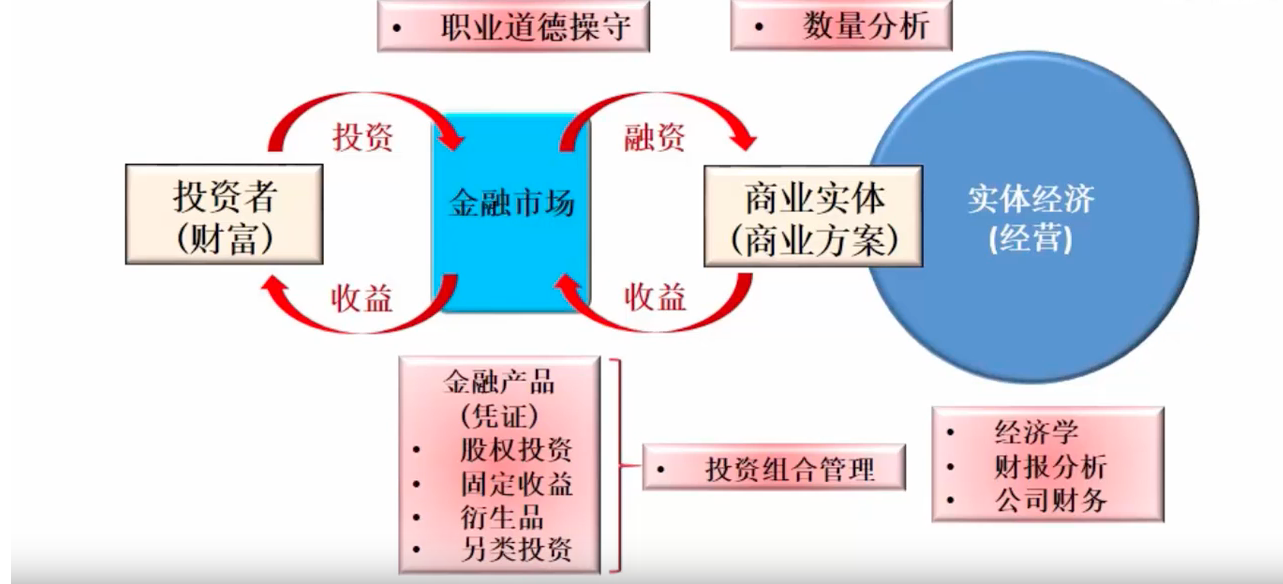 • 职业道德操守
• 数量分析
投资
融资
投资者
(财富)
金融市场
商业实体
(商业方案)
实体经济
(经营)
收益
收益
金融产品
(凭证)
• 股权投资
• 固定收益
• 衍生品
• 另类投资
• 投资组合管理
• 经济学
• 财报分析
• 公司财务